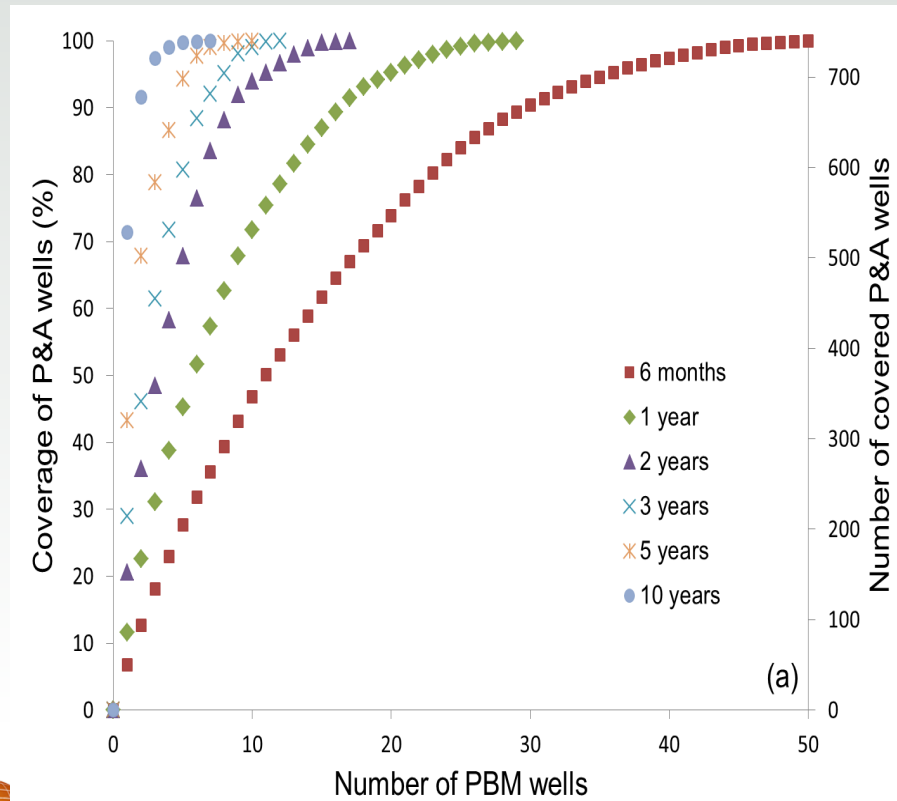 Coverage of P&A wells (%)
100
90
80
70
60
50
40
30
20
10
0
0
10
20
30
40
50
Number of PBM wells
700
600
500
400
300
200
100
0
Number of covered P&A wells
6 months
1 year
2 years
3 years
5 years
10 years
(a)